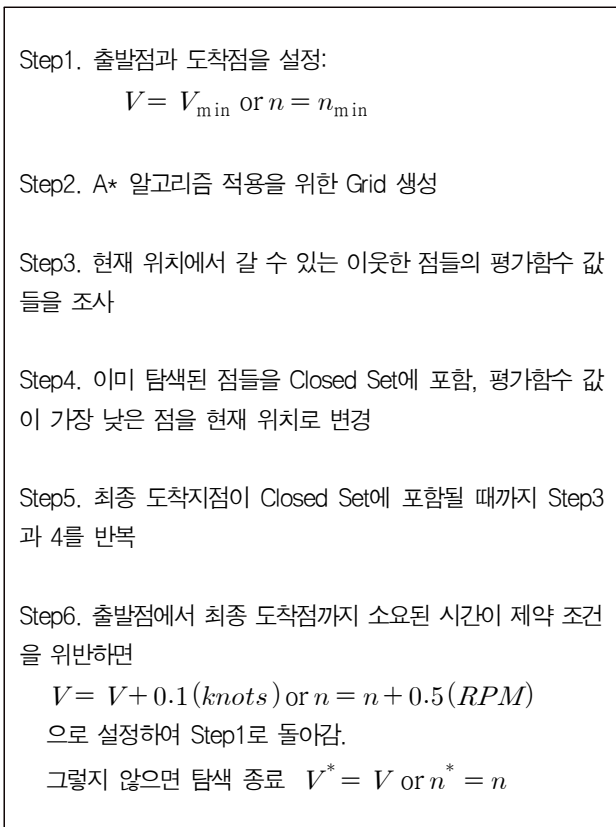 Step1. 출발점과 도착점을 설정:
V = V_min or n = n_min
Step2. A* 알고리즘 적용을 위한 Grid 생성
Step3. 현재 위치에서 갈 수 있는 이웃한 점들의 평가함수 값
들을 조사
Step4. 이미 탐색된 점들을 Closed Set에 포함, 평가함수 값
이 가장 낮은 점을 현재 위치로 변경
Step5. 최종 도착지점이 Closed Set에 포함될 때까지 Step3
과 4를 반복
Step6. 출발점에서 최종 도착점까지 소요된 시간이 제약 조건
을 위반하면
V = V + 0.1 (knots) or n = n + 0.5 (RPM)
으로 설정하여 Step1로 돌아감.
그렇지 않으면 탐색 종료 V* = V or n* = n